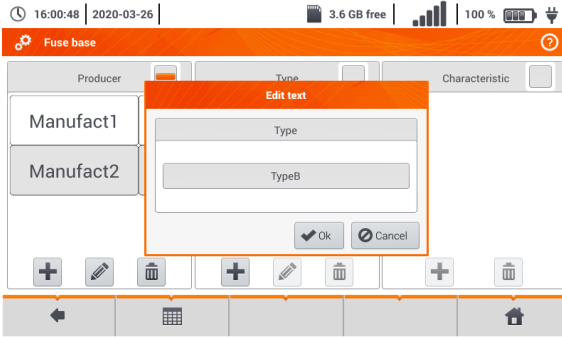 16:00:48 2020-03-26 3.6 GB free 100 %
Fuse base
Producer Type Characteristic
Edit text
Manufact1
Type
Manufact2
TypeB
Ok Cancel